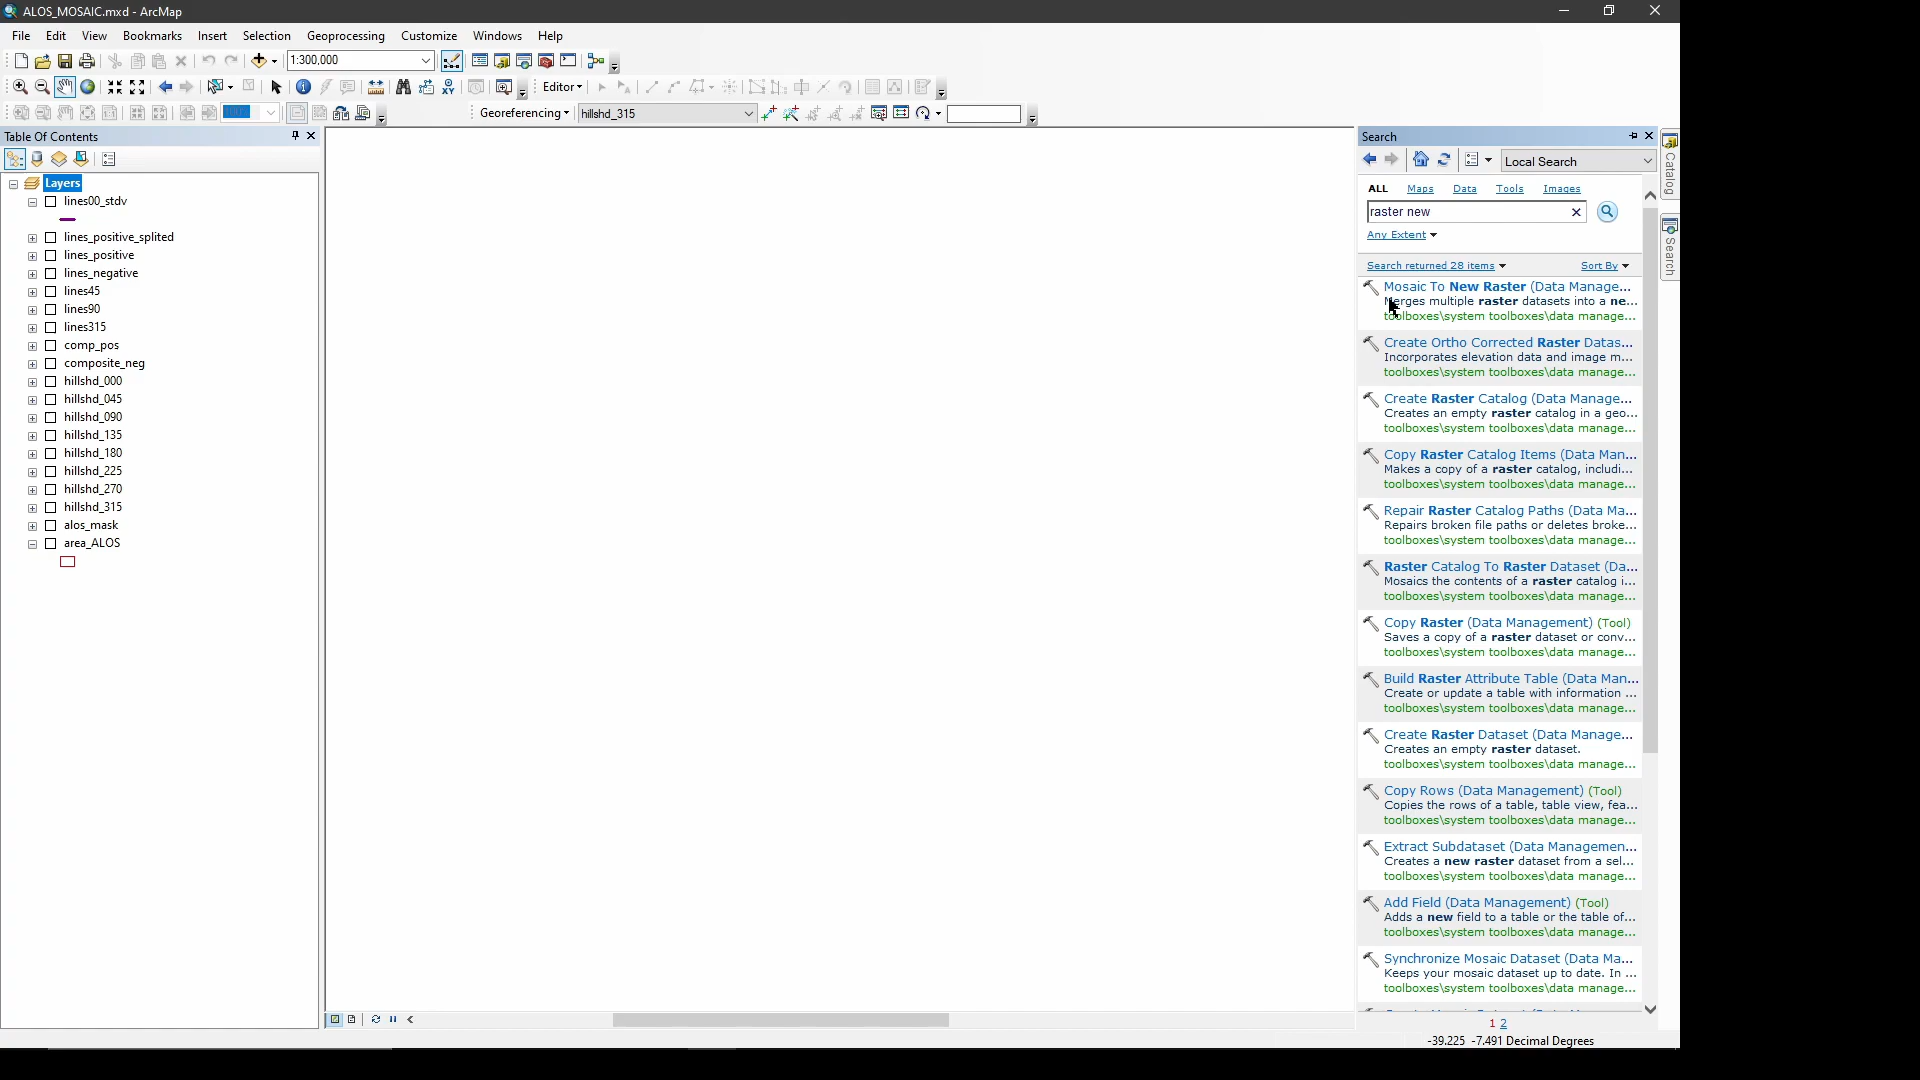 ALOS_MOSAIC.mxd - ArcMap
File Edit View Bookmarks Insert Selection Geoprocessing Customize Windows Help
1:300,000
Editor
Georeferencing hillshd_315
Table Of Contents
Layers
lines00_stdv
lines_positive_splited
lines_positive
lines_negative
lines45
lines90
lines315
comp_pos
composite_neg
hillshd_000
hillshd_045
hillshd_090
hillshd_135
hillshd_180
hillshd_225
hillshd_270
hillshd_315
alos_mask
area_ALOS
Search
Local Search
ALL Maps Data Tools Images
raster new
Any Extent
Search returned 28 items Sort By
Mosaic To New Raster (Data Manage...
Merges multiple raster datasets into a ne...
toolboxes\system toolboxes\data manage...
Create Ortho Corrected Raster Datas...
Incorporates elevation data and image m...
toolboxes\system toolboxes\data manage...
Create Raster Catalog (Data Manage...
Creates an empty raster catalog in a geo...
toolboxes\system toolboxes\data manage...
Copy Raster Catalog Items (Data Man...
Makes a copy of a raster catalog, includi...
toolboxes\system toolboxes\data manage...
Repair Raster Catalog Paths (Data Ma...
Repairs broken file paths or deletes broke...
toolboxes\system toolboxes\data manage...
Raster Catalog To Raster Dataset (Da...
Mosaics the contents of a raster catalog i...
toolboxes\system toolboxes\data manage...
Copy Raster (Data Management) (Tool)
Saves a copy of a raster dataset or conv...
toolboxes\system toolboxes\data manage...
Build Raster Attribute Table (Data Man...
Create or update a table with information ...
toolboxes\system toolboxes\data manage...
Create Raster Dataset (Data Manage...
Creates an empty raster dataset.
toolboxes\system toolboxes\data manage...
Copy Rows (Data Management) (Tool)
Copies the rows of a table, table view, fea...
toolboxes\system toolboxes\data manage...
Extract Subdataset (Data Managemen...
Creates a new raster dataset from a sel...
toolboxes\system toolboxes\data manage...
Add Field (Data Management) (Tool)
Adds a new field to a table or the table of...
toolboxes\system toolboxes\data manage...
Synchronize Mosaic Dataset (Data Ma...
Keeps your mosaic dataset up to date. In ...
toolboxes\system toolboxes\data manage...
1 2
-39.225 -7.491 Decimal Degrees
Catalog
Search